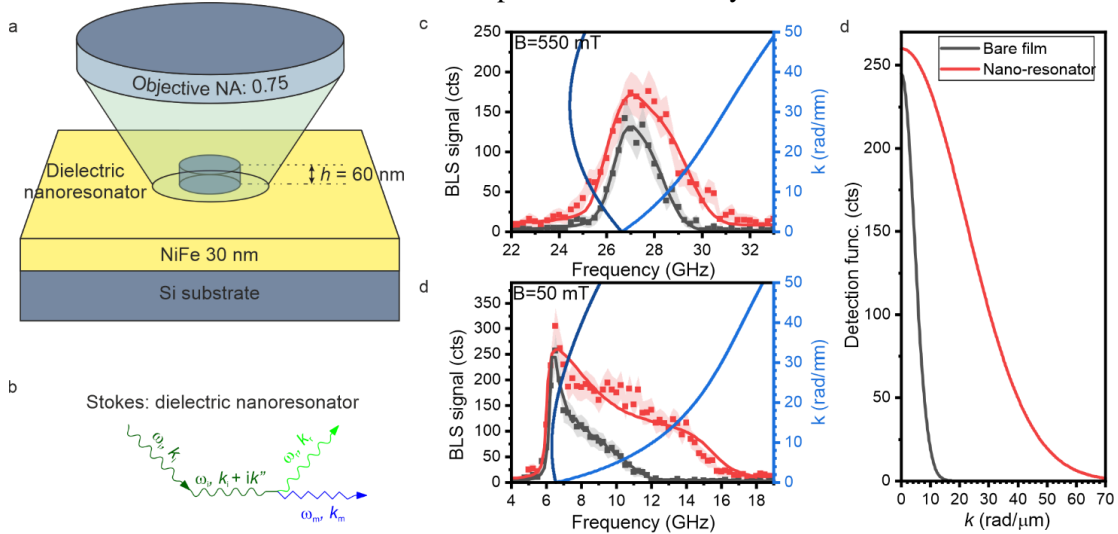 a
Objective NA: 0.75
Dielectric
nanoresonator
h = 60 nm
NiFe 30 nm
Si substrate
b
Stokes: dielectric nanoresonator
ωᵢ, kᵢ
ωᵢ, kᵢ + ik"
ωᵣ, kᵣ
ωₘ, kₘ
c
B=550 mT
BLS signal (cts)
250
200
150
100
50
0
50
40
30
20
10
0
k (rad/mm)
22 24 26 28 30 32
Frequency (GHz)
d
B=50 mT
BLS signal (cts)
350
300
250
200
150
100
50
0
50
40
30
20
10
0
k (rad/mm)
4 6 8 10 12 14 16 18
Frequency (GHz)
d
Bare film
Nano-resonator
Detection func. (cts)
250
200
150
100
50
0
0 10 20 30 40 50 60 70
k (rad/μm)